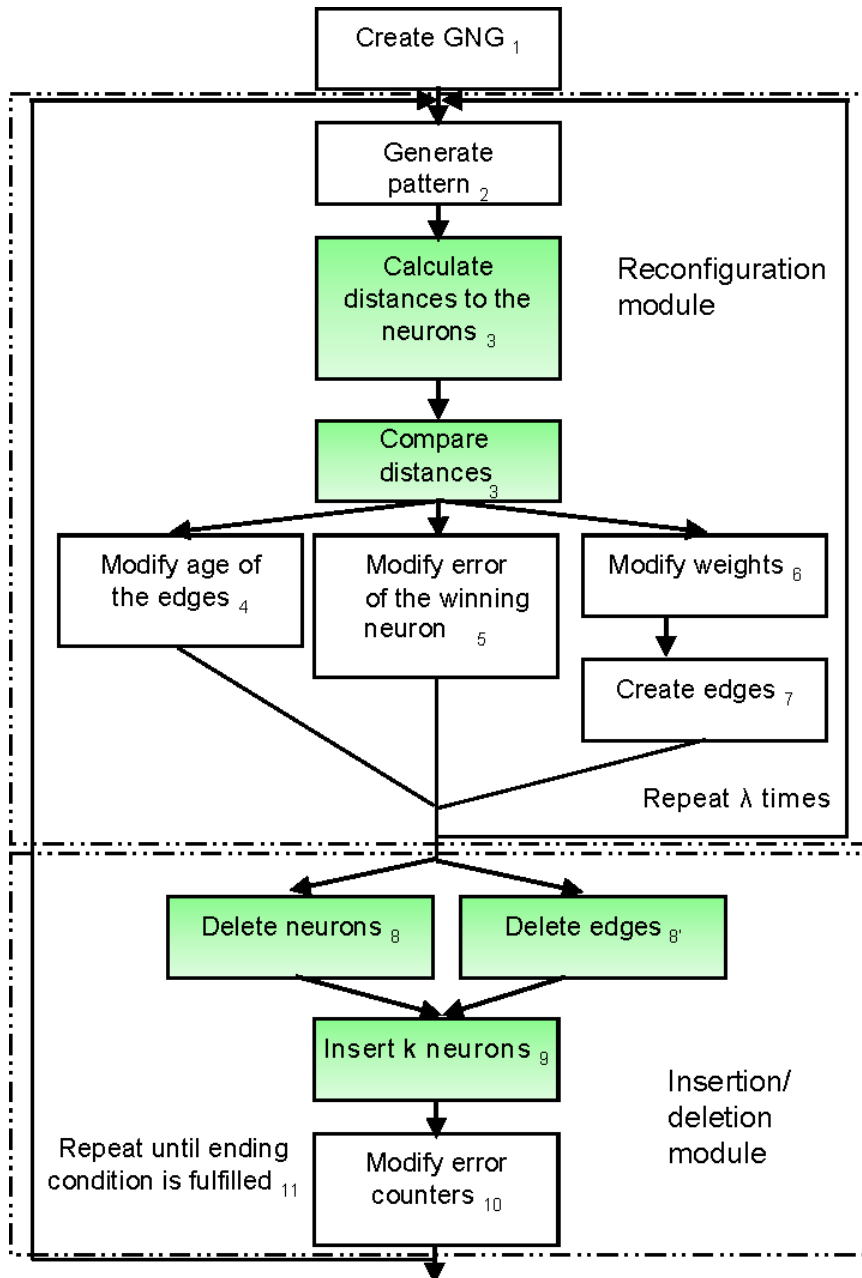 Create GNG 1
Generate
pattern 2
Calculate
distances to the
neurons 3
Reconfiguration
module
Compare
distances 3
Modify age of
the edges 4
Modify error
of the winning
neuron 5
Modify weights 6
Create edges 7
Repeat λ times
Delete neurons 8
Delete edges 8'
Insert k neurons 9
Insertion/
deletion
module
Repeat until ending
condition is fulfilled 11
Modify error
counters 10